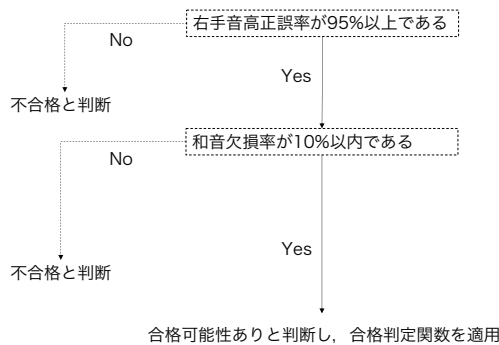 右手音高正誤率が95%以上である
No
Yes
不合格と判断
和音欠損率が10%以内である
No
Yes
不合格と判断
合格可能性ありと判断し，合格判定関数を適用